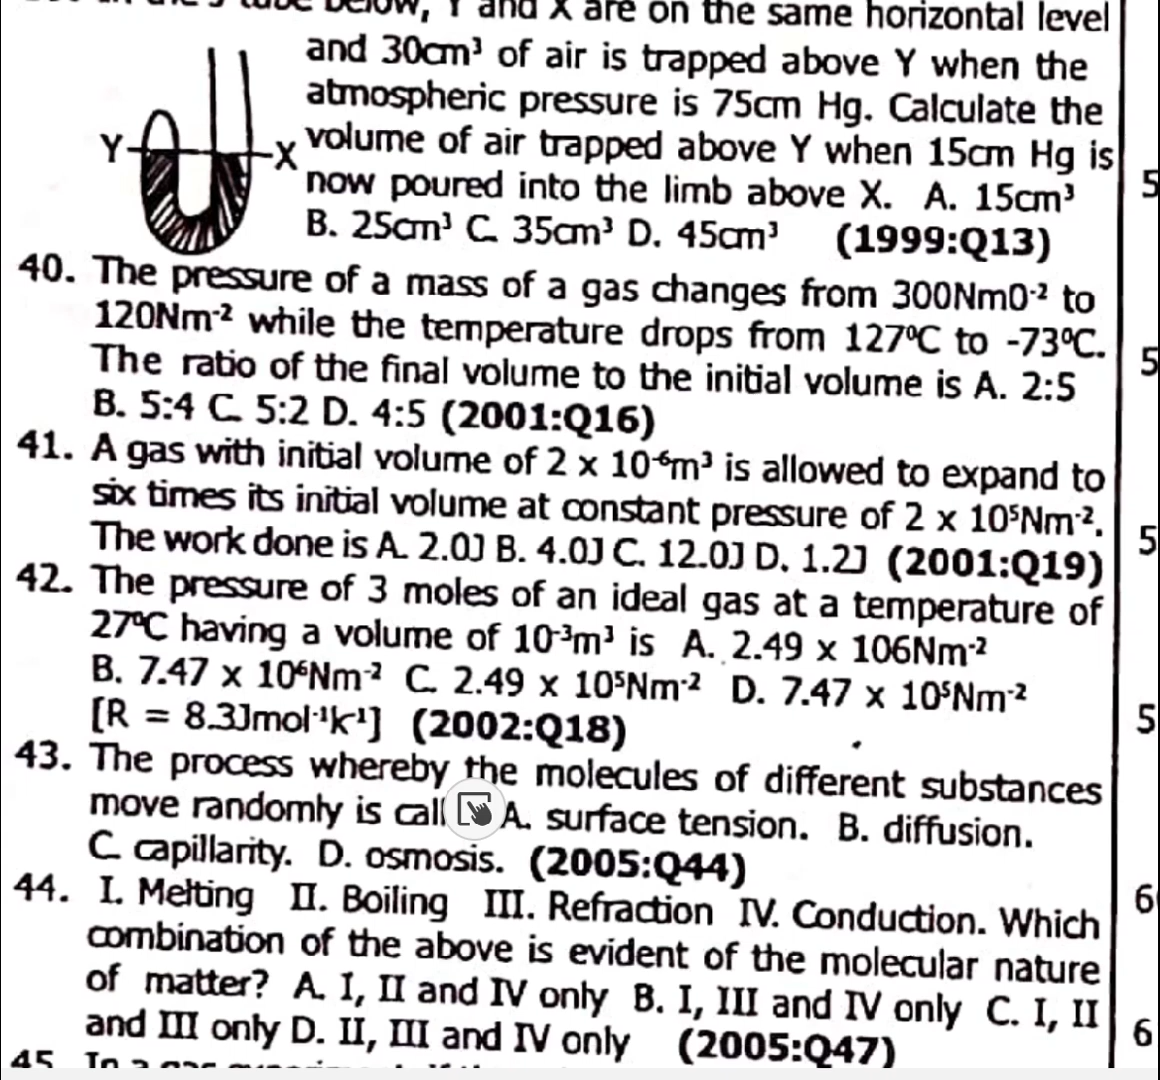 below, Y and X are on the same horizontal level
and 30cm³ of air is trapped above Y when the
atmospheric pressure is 75cm Hg. Calculate the
Y X volume of air trapped above Y when 15cm Hg is
now poured into the limb above X. A. 15cm³
B. 25cm³ C. 35cm³ D. 45cm³ (1999:Q13)
40. The pressure of a mass of a gas changes from 300Nm0⁻² to
120Nm⁻² while the temperature drops from 127⁰C to -73⁰C.
The ratio of the final volume to the initial volume is A. 2:5
B. 5:4 C. 5:2 D. 4:5 (2001:Q16)
41. A gas with initial volume of 2 x 10⁻⁶m³ is allowed to expand to
six times its initial volume at constant pressure of 2 x 10⁵Nm⁻².
The work done is A. 2.0J B. 4.0J C. 12.0J D. 1.2J (2001:Q19)
42. The pressure of 3 moles of an ideal gas at a temperature of
27⁰C having a volume of 10⁻³m³ is A. 2.49 x 106Nm⁻²
B. 7.47 x 10⁶Nm⁻² C. 2.49 x 10⁵Nm⁻² D. 7.47 x 10⁵Nm⁻²
[R = 8.3Jmol⁻¹k⁻¹] (2002:Q18)
43. The process whereby the molecules of different substances
move randomly is call A. surface tension. B. diffusion.
C. capillarity. D. osmosis. (2005:Q44)
44. I. Melting II. Boiling III. Refraction IV. Conduction. Which
combination of the above is evident of the molecular nature
of matter? A. I, II and IV only B. I, III and IV only C. I, II
and III only D. II, III and IV only (2005:Q47)
45. In a gas
5
5
5
5
6
6